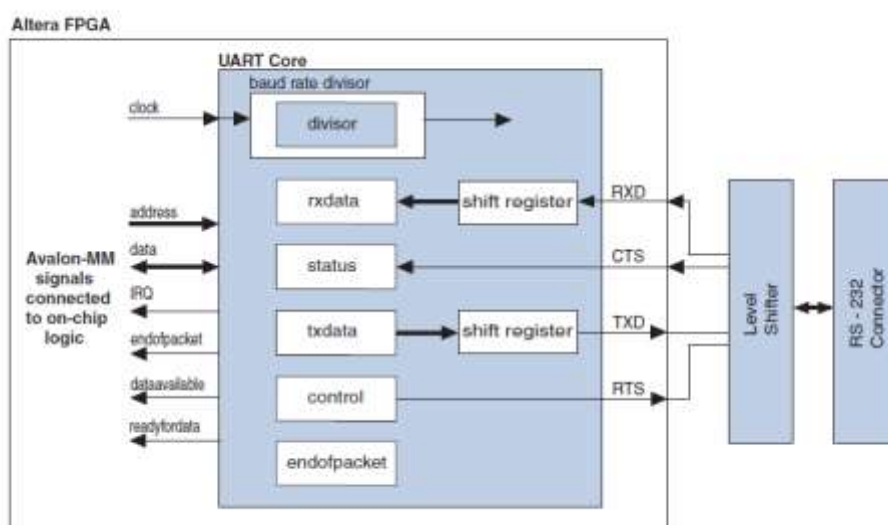 Altera FPGA
UART Core
baud rate divisor
clock
divisor
rxdata
shift register
RXD
address
data
status
CTS
Avalon-MM
signals
connected
to on-chip
logic
IRQ
txdata
shift register
TXD
endofpacket
dataavailable
control
RTS
readyfordata
endofpacket
Level
Shifter
RS - 232
Connector